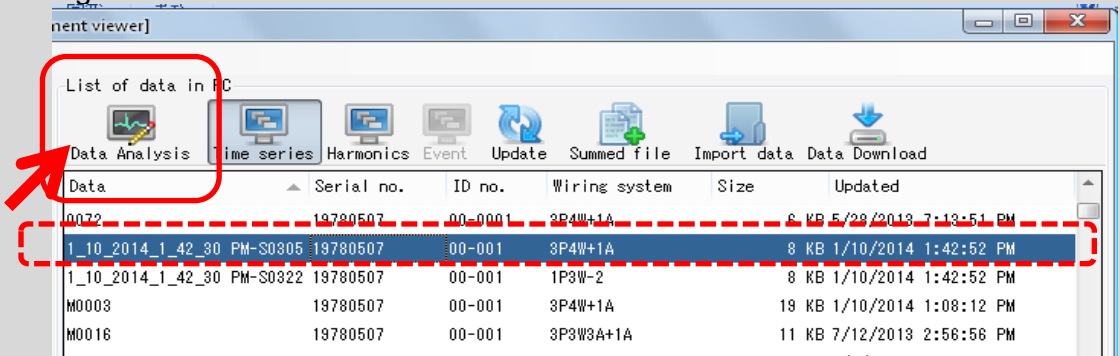 ment viewer]
List of data in PC
Data Analysis Time series Harmonics Event Update Summed file Import data Data Download
Data Serial no. ID no. Wiring system Size Updated
0072 19780507 00-0001 3P4W+1A 6 KB 5/28/2013 7:13:51 PM
1_10_2014_1_42_30 PM-S0305 19780507 00-001 3P4W+1A 8 KB 1/10/2014 1:42:52 PM
1_10_2014_1_42_30 PM-S0322 19780507 00-001 1P3W-2 8 KB 1/10/2014 1:42:52 PM
M0003 19780507 00-001 3P4W+1A 19 KB 1/10/2014 1:08:12 PM
M0016 19780507 00-001 3P3W3A+1A 11 KB 7/12/2013 2:56:56 PM